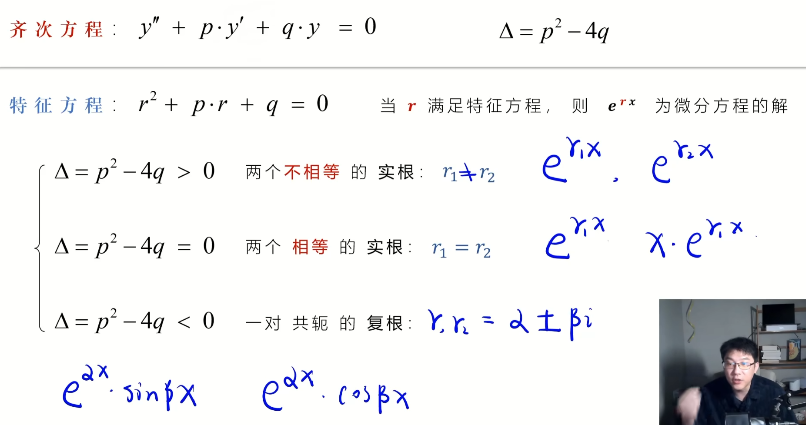 齐次方程: y″ + p·y′ + q·y = 0 Δ = p² − 4q
特征方程: r² + p·r + q = 0 当 r 满足特征方程, 则 e^{rx} 为微分方程的解
Δ = p² − 4q > 0 两个不相等 的 实根: r₁ ≠ r₂ e^{r₁x}, e^{r₂x}
Δ = p² − 4q = 0 两个 相等 的 实根: r₁ = r₂ e^{r₁x} x·e^{r₁x}
Δ = p² − 4q < 0 一对 共轭 的 复根: r₁ r₂ = α ± βi
e^{αx}·sinβx e^{αx}·cosβx